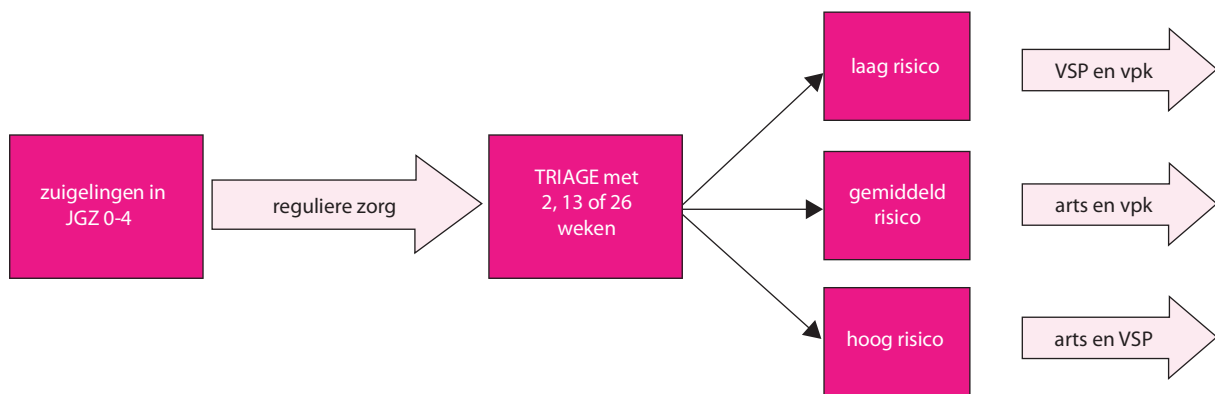 zuigelingen in
JGZ 0-4
reguliere zorg
TRIAGE met
2, 13 of 26
weken
laag risico
VSP en vpk
gemiddeld
risico
arts en vpk
hoog risico
arts en VSP